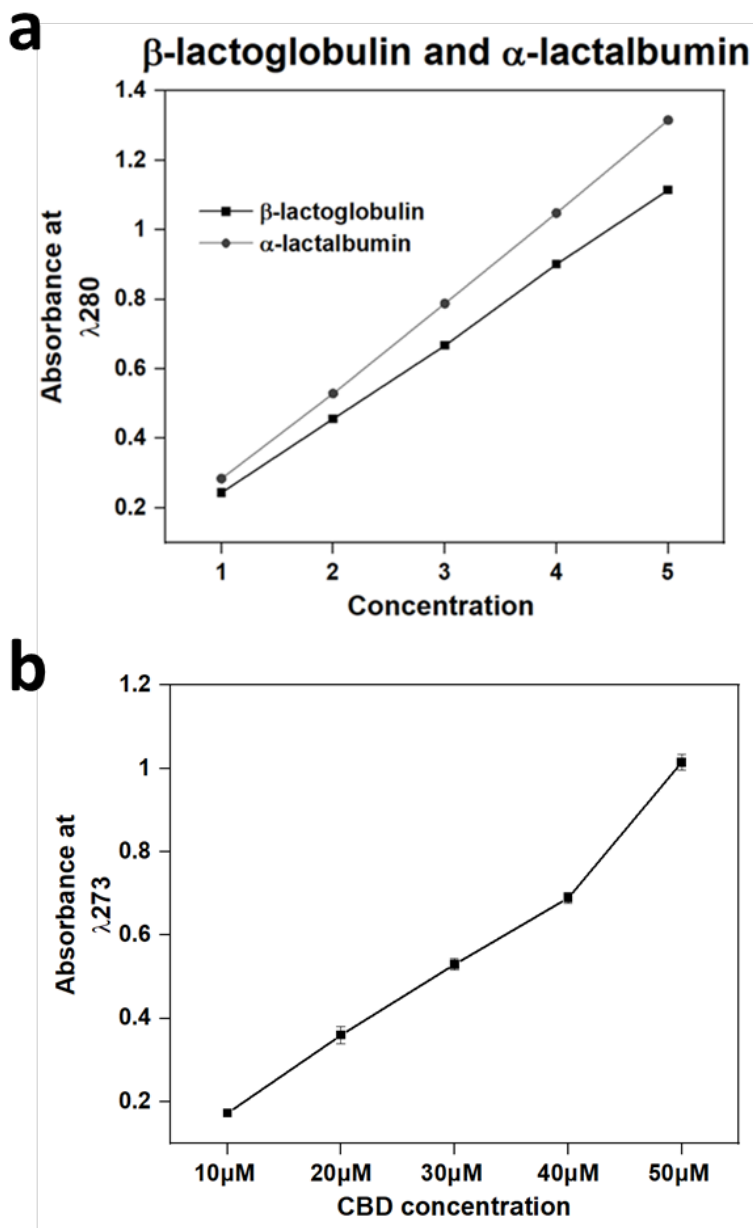 a
β-lactoglobulin and α-lactalbumin
1.4
1.2
1
0.8
0.6
0.4
0.2
Absorbance at
λ280
β-lactoglobulin
α-lactalbumin
1 2 3 4 5
Concentration
b
1.2
1
0.8
0.6
0.4
0.2
Absorbance at
λ273
10µM 20µM 30µM 40µM 50µM
CBD concentration